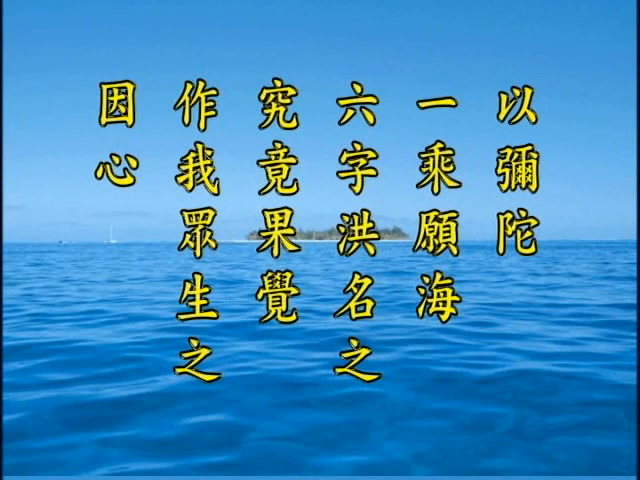 以彌陀
一乘願海
六字洪名之
究竟果覺
作我眾生之
因心